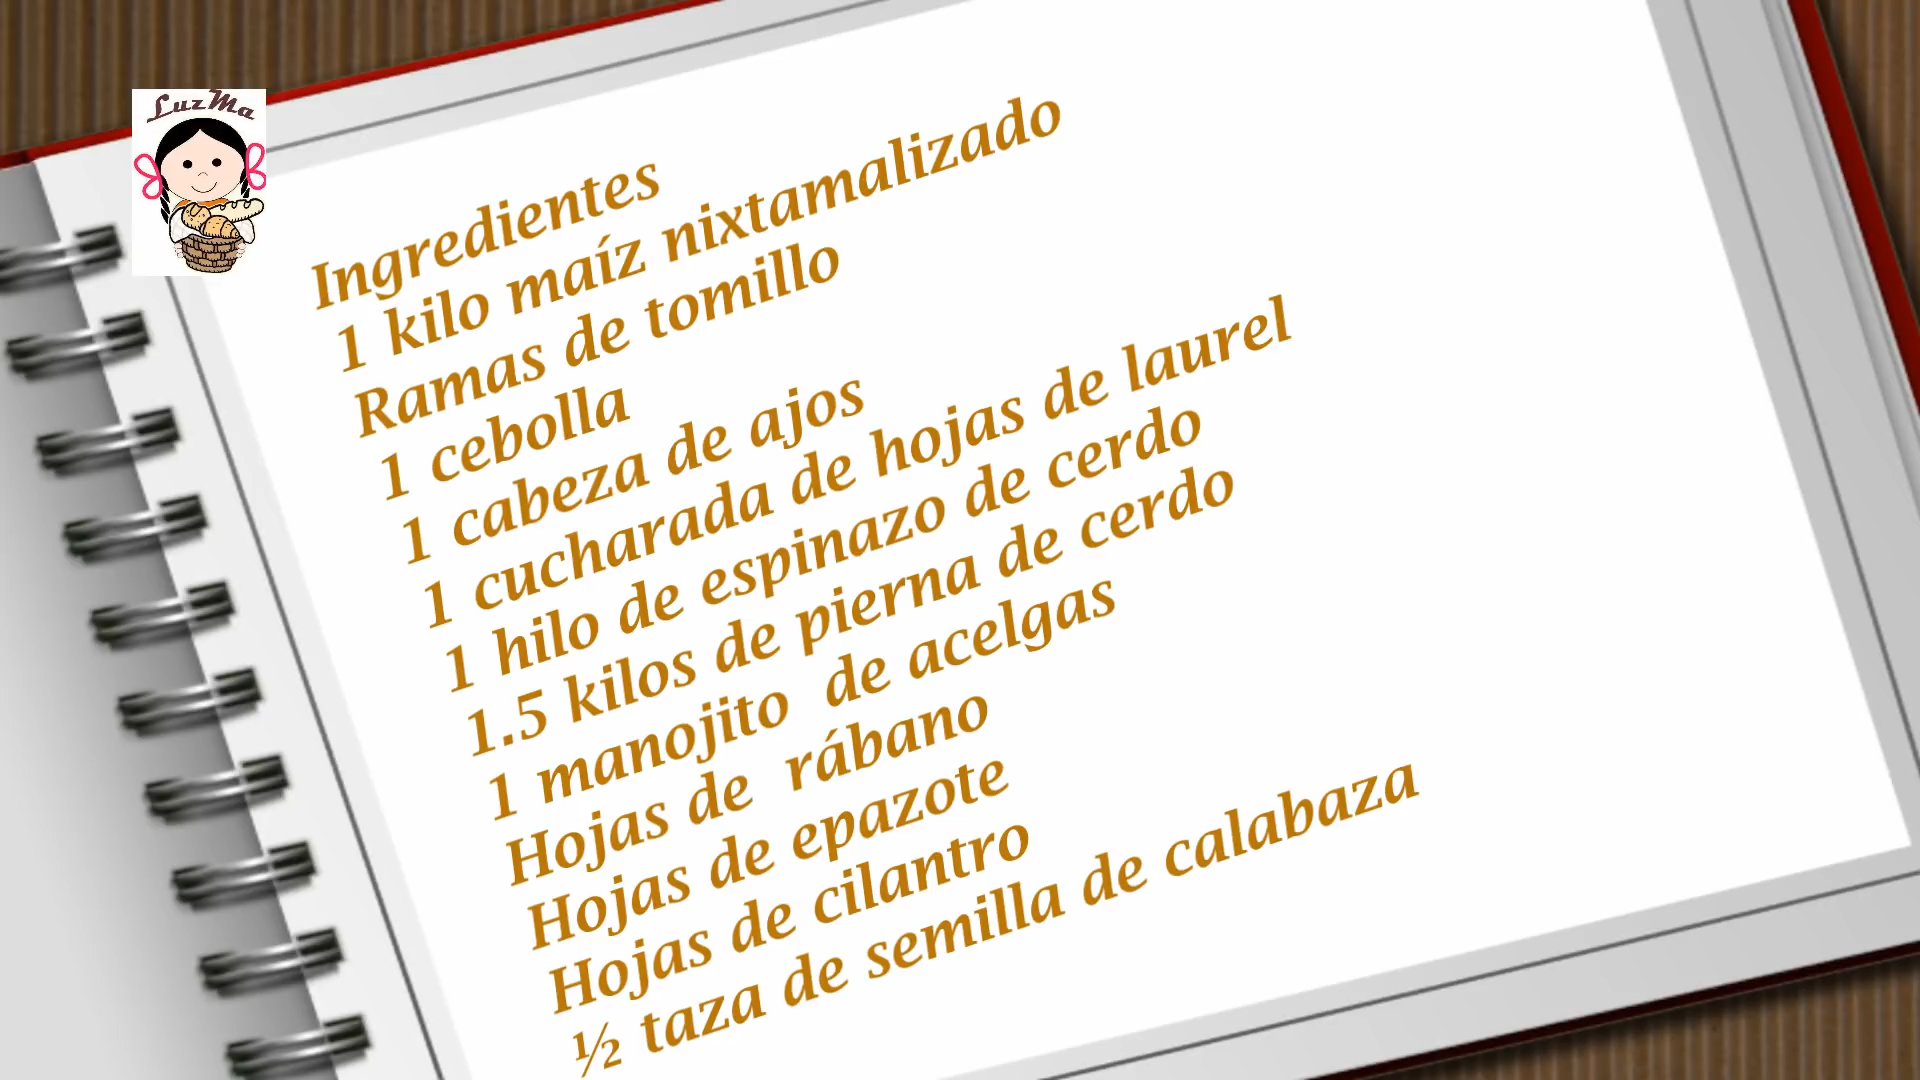 LuzMa
Ingredientes
1 kilo maíz nixtamalizado
Ramas de tomillo
1 cebolla
1 cabeza de ajos
1 cucharada de hojas de laurel
1 hilo de espinazo de cerdo
1.5 kilos de pierna de cerdo
1 manojito de acelgas
Hojas de rábano
Hojas de epazote
Hojas de cilantro
½ taza de semilla de calabaza